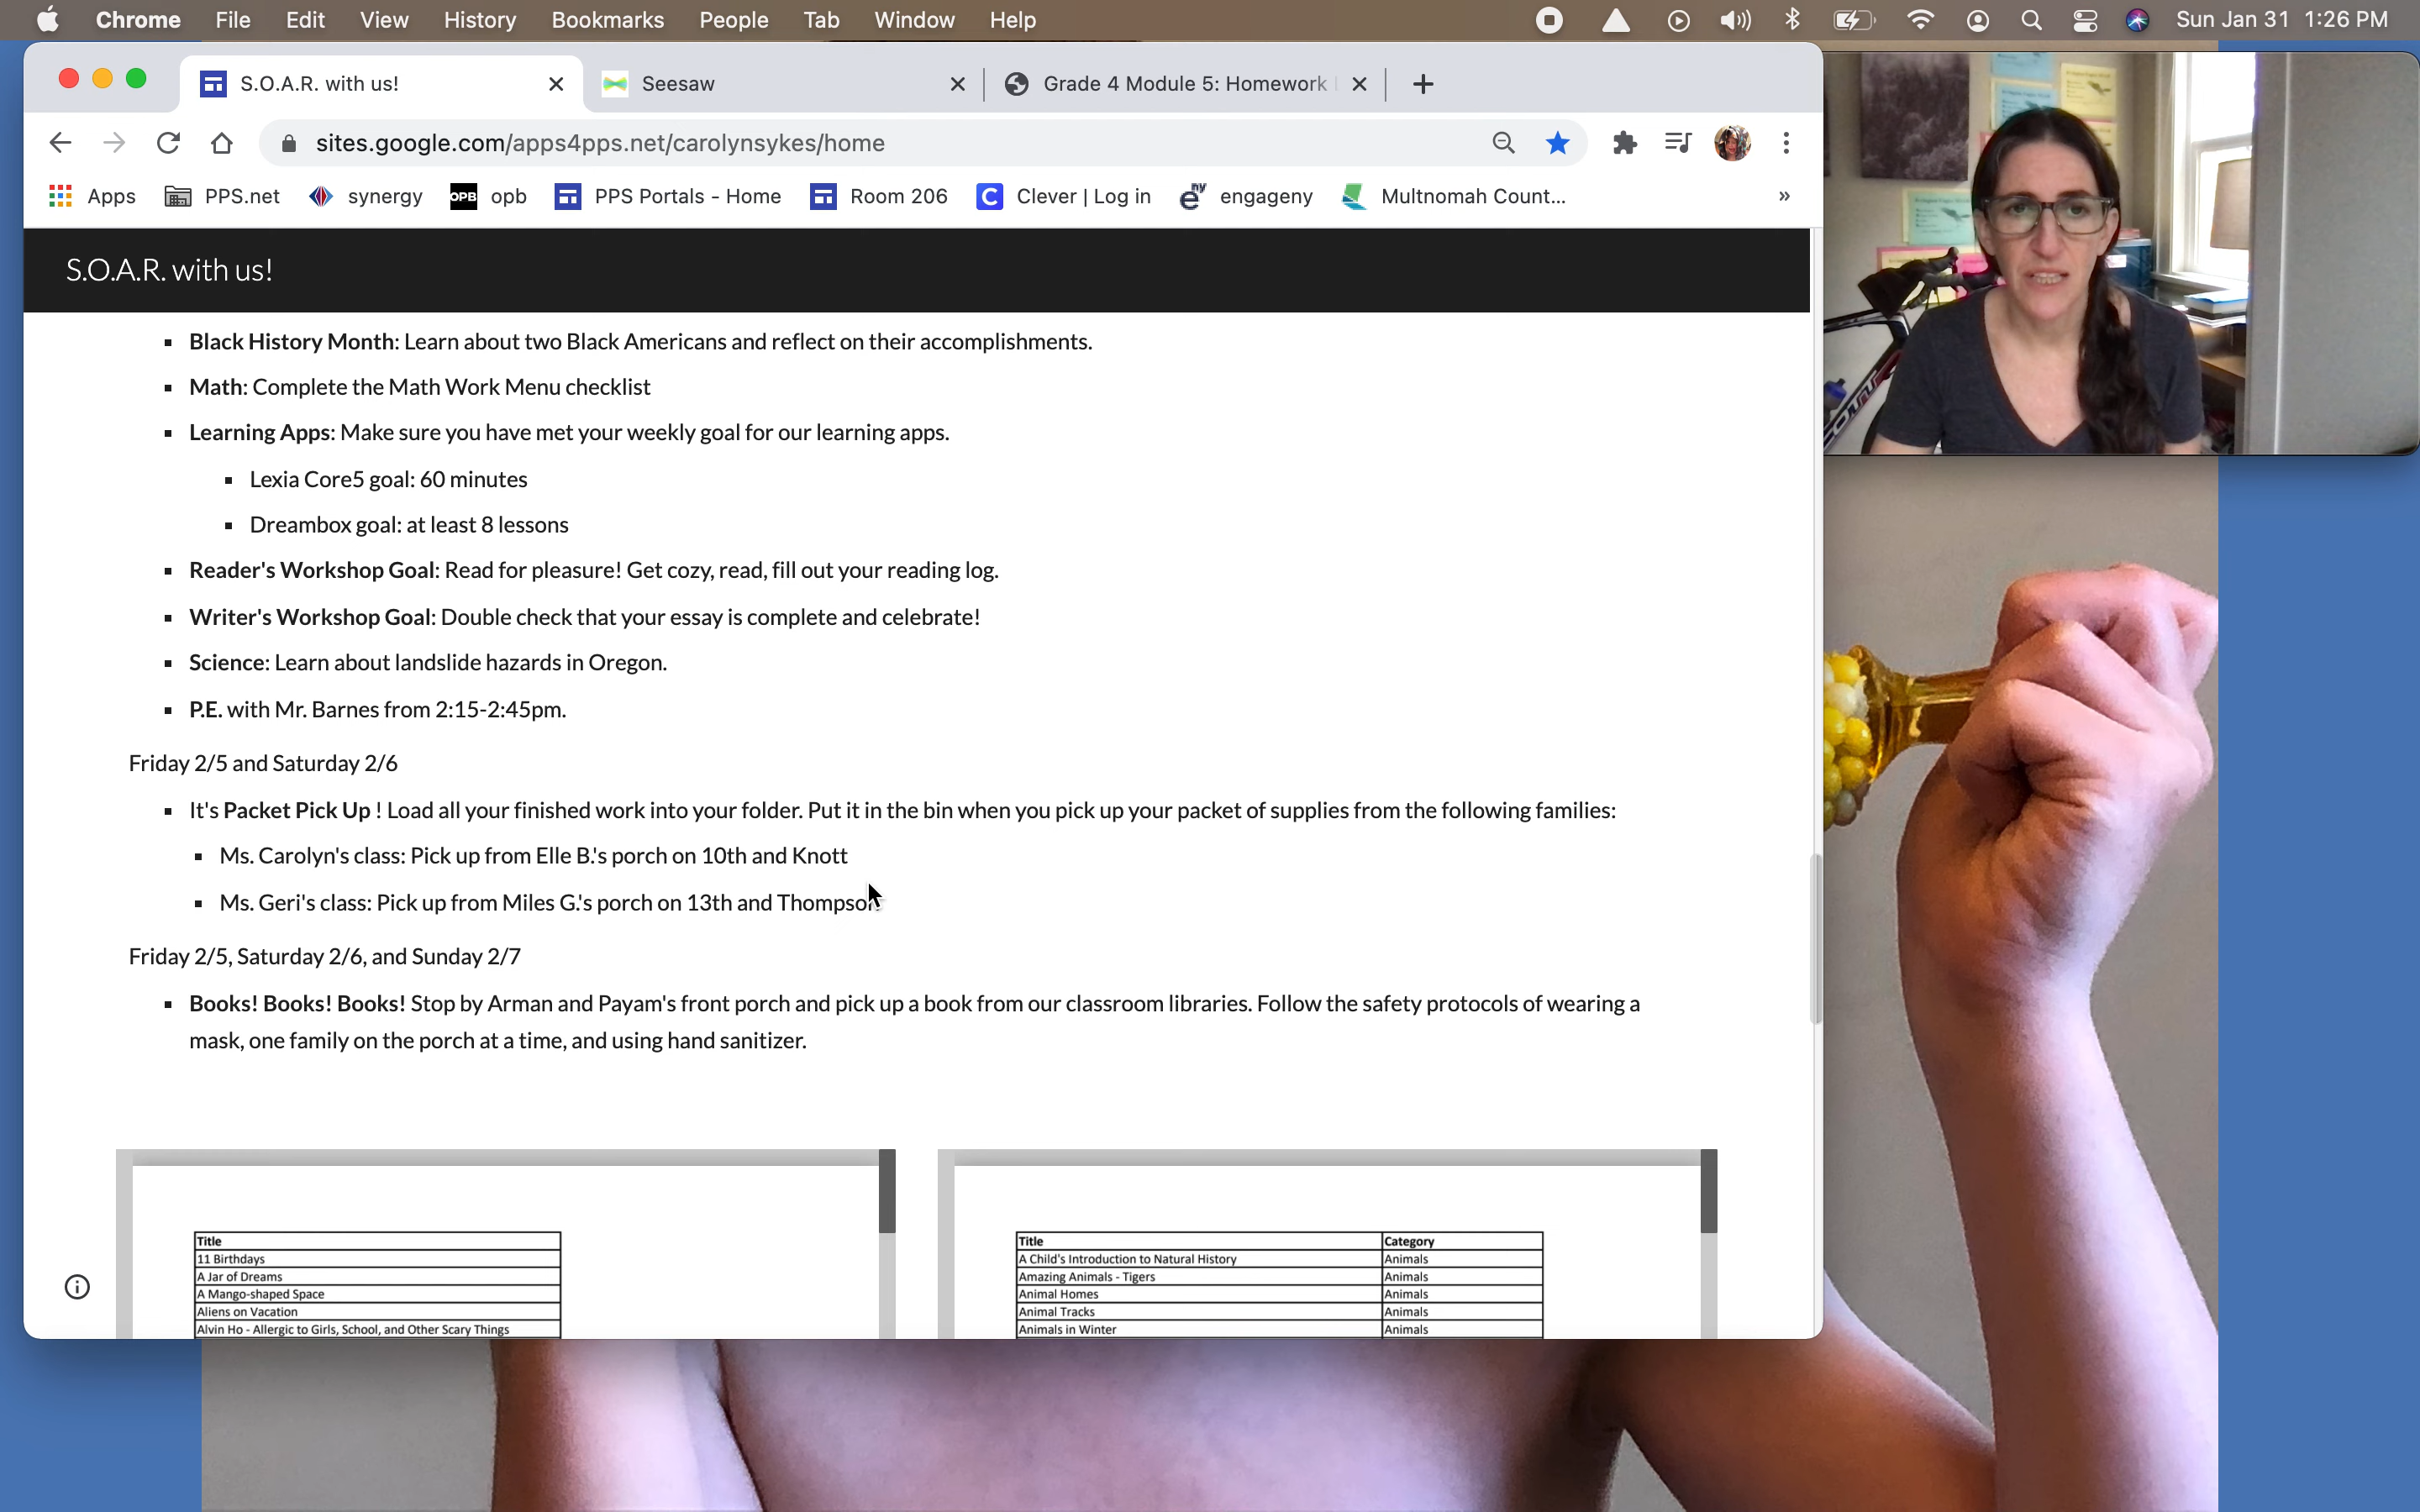 Chrome File Edit View History Bookmarks People Tab Window Help Sun Jan 31 1:26 PM
S.O.A.R. with us! Seesaw Grade 4 Module 5: Homework
sites.google.com/apps4pps.net/carolynsykes/home
Apps PPS.net synergy OPB opb PPS Portals - Home Room 206 C Clever | Log in eny engageny Multnomah Count... »
S.O.A.R. with us!
Black History Month: Learn about two Black Americans and reflect on their accomplishments.
Math: Complete the Math Work Menu checklist
Learning Apps: Make sure you have met your weekly goal for our learning apps.
Lexia Core5 goal: 60 minutes
Dreambox goal: at least 8 lessons
Reader's Workshop Goal: Read for pleasure! Get cozy, read, fill out your reading log.
Writer's Workshop Goal: Double check that your essay is complete and celebrate!
Science: Learn about landslide hazards in Oregon.
P.E. with Mr. Barnes from 2:15-2:45pm.
Friday 2/5 and Saturday 2/6
It's Packet Pick Up ! Load all your finished work into your folder. Put it in the bin when you pick up your packet of supplies from the following families:
Ms. Carolyn's class: Pick up from Elle B.'s porch on 10th and Knott
Ms. Geri's class: Pick up from Miles G.'s porch on 13th and Thompson
Friday 2/5, Saturday 2/6, and Sunday 2/7
Books! Books! Books! Stop by Arman and Payam's front porch and pick up a book from our classroom libraries. Follow the safety protocols of wearing a
mask, one family on the porch at a time, and using hand sanitizer.
Title
11 Birthdays
A Jar of Dreams
A Mango-shaped Space
Aliens on Vacation
Alvin Ho - Allergic to Girls, School, and Other Scary Things
Title Category
A Child's Introduction to Natural History Animals
Amazing Animals - Tigers Animals
Animal Homes Animals
Animal Tracks Animals
Animals in Winter Animals